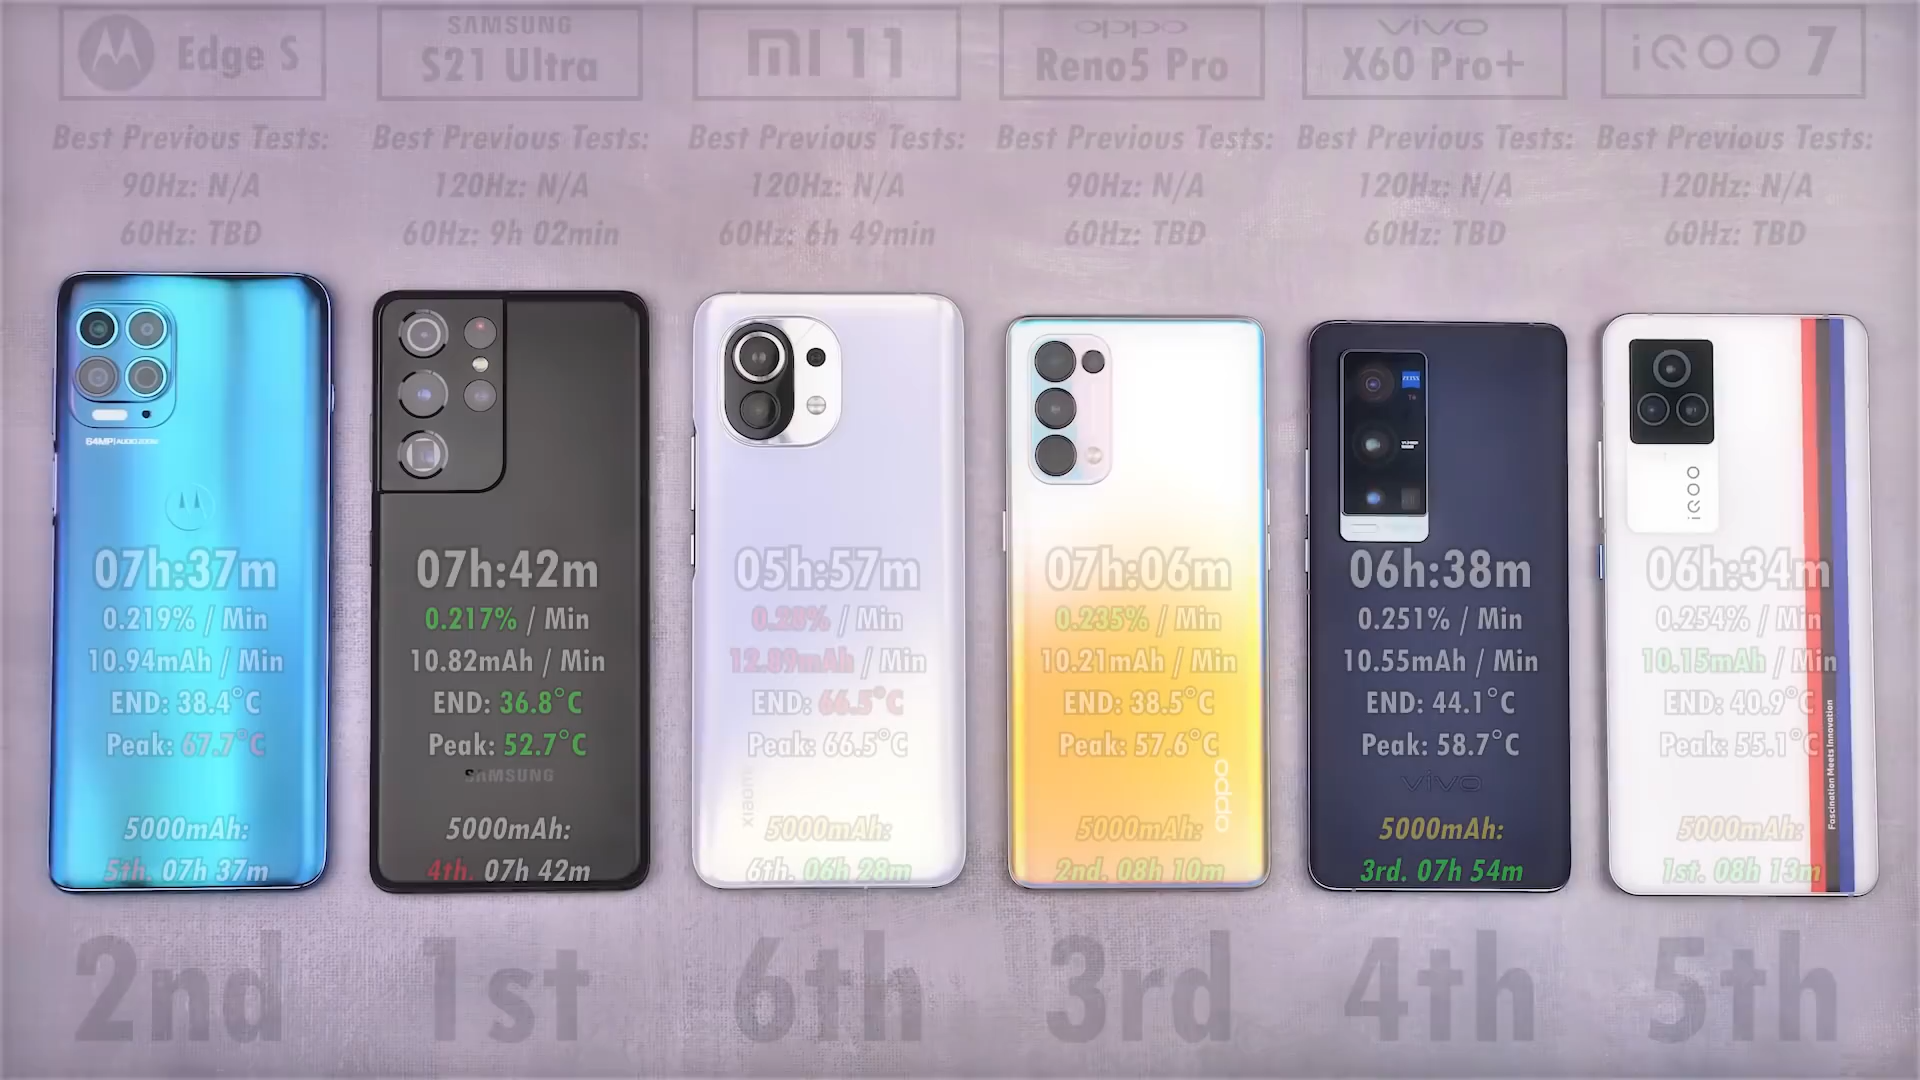 Edge S
SAMSUNG
S21 Ultra
MI 11
oppo
Reno5 Pro
vivo
X60 Pro+
iQOO 7
Best Previous Tests:
90Hz: N/A
60Hz: TBD
Best Previous Tests:
120Hz: N/A
60Hz: 9h 02min
Best Previous Tests:
120Hz: N/A
60Hz: 6h 49min
Best Previous Tests:
90Hz: N/A
60Hz: TBD
Best Previous Tests:
120Hz: N/A
60Hz: TBD
Best Previous Tests:
120Hz: N/A
60Hz: TBD
64MP|AUDIO ZOOM
07h:37m
0.219% / Min
10.94mAh / Min
END: 38.4°C
Peak: 67.7°C
5000mAh:
5th. 07h 37m
2nd
07h:42m
0.217% / Min
10.82mAh / Min
END: 36.8°C
Peak: 52.7°C
SAMSUNG
5000mAh:
4th. 07h 42m
1st
05h:57m
0.28% / Min
12.89mAh / Min
END: 66.5°C
Peak: 66.5°C
xiaomi
5000mAh:
6th. 06h 28m
6th
07h:06m
0.235% / Min
10.21mAh / Min
END: 38.5°C
Peak: 57.6°C
oppo
5000mAh:
2nd. 08h 10m
3rd
ZEISS
06h:38m
0.251% / Min
10.55mAh / Min
END: 44.1°C
Peak: 58.7°C
vivo
5000mAh:
3rd. 07h 54m
4th
iQOO
06h:34m
0.254% / Min
10.15mAh / Min
END: 40.9°C
Peak: 55.1°C
Fascination Meets Innovation
5000mAh:
1st. 08h 13m
5th